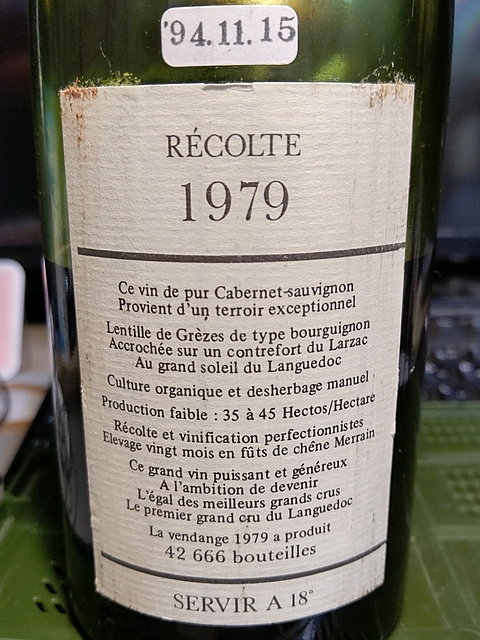 '94.11.15
RÉCOLTE
1979
Ce vin de pur Cabernet-sauvignon
Provient d'un terroir exceptionnel
Lentille de Grèzes de type bourguignon
Accrochée sur un contrefort du Larzac
Au grand soleil du Languedoc
Culture organique et desherbage manuel
Production faible : 35 à 45 Hectos/Hectare
Récolte et vinification perfectionnistes
Elevage vingt mois en fûts de chêne Merrain
Ce grand vin puissant et généreux
A l'ambition de devenir
L'égal des meilleurs grands crus
Le premier grand cru du Languedoc
La vendange 1979 a produit
42 666 bouteilles
SERVIR A 18°